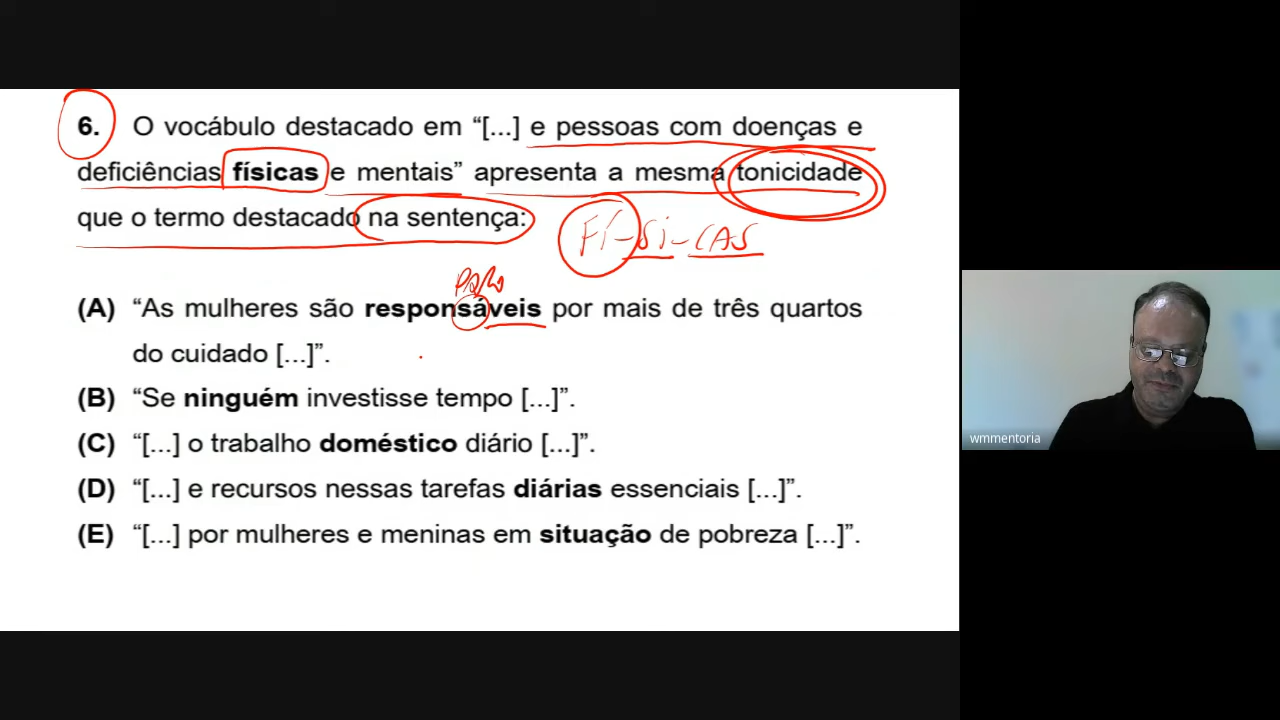 6. O vocábulo destacado em “[...] e pessoas com doenças e
deficiências físicas e mentais” apresenta a mesma tonicidade
que o termo destacado na sentença:
FÍ-SI-CAS
PARO
(A) “As mulheres são responsáveis por mais de três quartos
do cuidado [...]”.
(B) “Se ninguém investisse tempo [...]”.
(C) “[...] o trabalho doméstico diário [...]”.
(D) “[...] e recursos nessas tarefas diárias essenciais [...]”.
(E) “[...] por mulheres e meninas em situação de pobreza [...]”.
wmmentoria